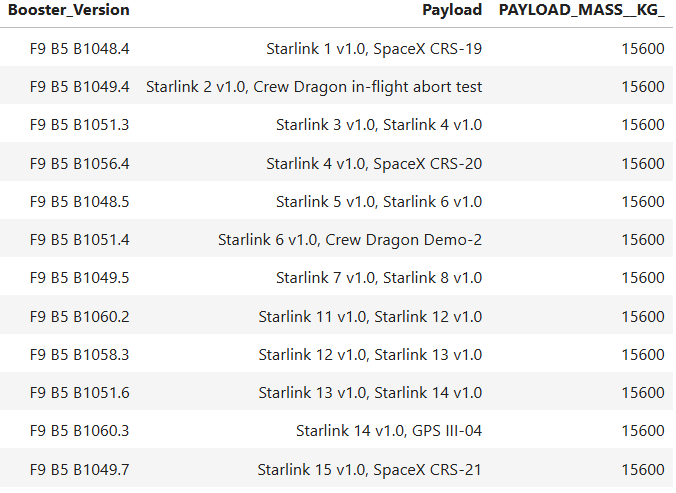 Booster_Version Payload PAYLOAD_MASS__KG_
F9 B5 B1048.4 Starlink 1 v1.0, SpaceX CRS-19 15600
F9 B5 B1049.4 Starlink 2 v1.0, Crew Dragon in-flight abort test 15600
F9 B5 B1051.3 Starlink 3 v1.0, Starlink 4 v1.0 15600
F9 B5 B1056.4 Starlink 4 v1.0, SpaceX CRS-20 15600
F9 B5 B1048.5 Starlink 5 v1.0, Starlink 6 v1.0 15600
F9 B5 B1051.4 Starlink 6 v1.0, Crew Dragon Demo-2 15600
F9 B5 B1049.5 Starlink 7 v1.0, Starlink 8 v1.0 15600
F9 B5 B1060.2 Starlink 11 v1.0, Starlink 12 v1.0 15600
F9 B5 B1058.3 Starlink 12 v1.0, Starlink 13 v1.0 15600
F9 B5 B1051.6 Starlink 13 v1.0, Starlink 14 v1.0 15600
F9 B5 B1060.3 Starlink 14 v1.0, GPS III-04 15600
F9 B5 B1049.7 Starlink 15 v1.0, SpaceX CRS-21 15600